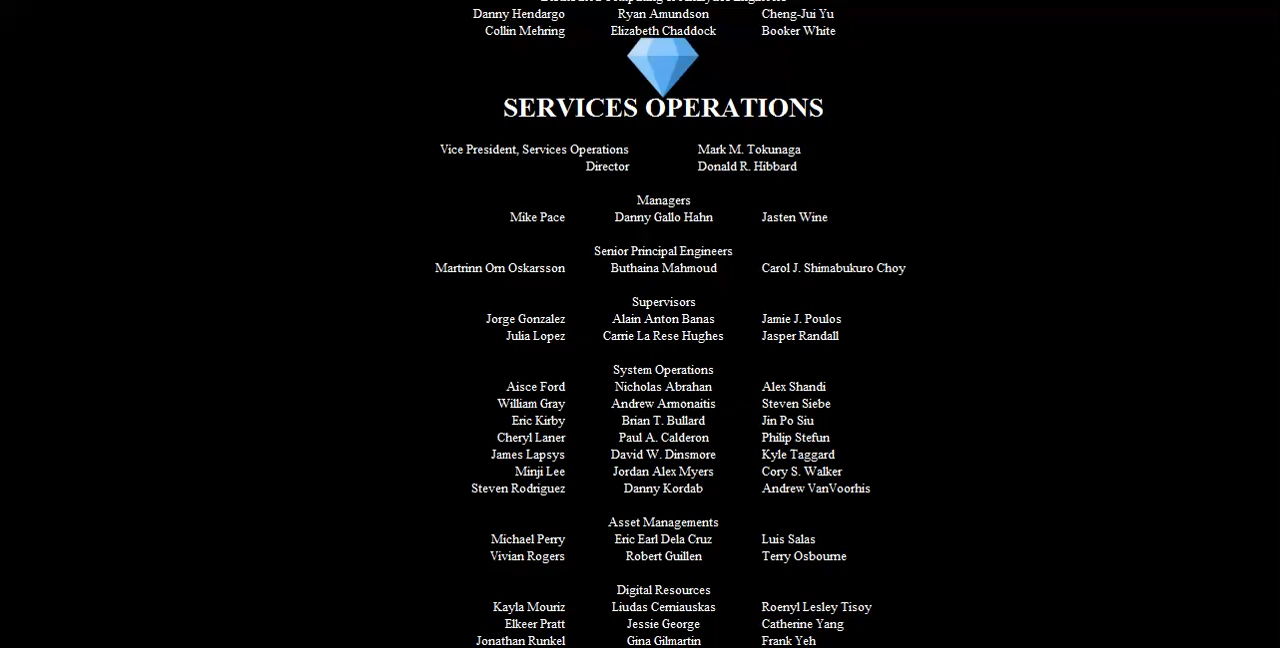 Danny Hendargo Ryan Amundson Cheng-Jui Yu
Collin Mehring Elizabeth Chaddock Booker White
SERVICES OPERATIONS
Vice President, Services Operations Mark M. Tokunaga
Director Donald R. Hibbard
Managers
Mike Pace Danny Gallo Hahn Jasten Wine
Senior Principal Engineers
Martrinn Orn Oskarsson Buthaina Mahmoud Carol J. Shimabukuro Choy
Supervisors
Jorge Gonzalez Alain Anton Banas Jamie J. Poulos
Julia Lopez Carrie La Rese Hughes Jasper Randall
System Operations
Aisce Ford Nicholas Abrahan Alex Shandi
William Gray Andrew Armonaitis Steven Siebe
Eric Kirby Brian T. Bullard Jin Po Siu
Cheryl Laner Paul A. Calderon Philip Stefun
James Lapsys David W. Dinsmore Kyle Taggard
Minji Lee Jordan Alex Myers Cory S. Walker
Steven Rodriguez Danny Kordab Andrew VanVoorhis
Asset Managements
Michael Perry Eric Earl Dela Cruz Luis Salas
Vivian Rogers Robert Guillen Terry Osbourne
Digital Resources
Kayla Mouriz Liudas Cerniauskas Roenyl Lesley Tisoy
Elkeer Pratt Jessie George Catherine Yang
Jonathan Runkel Gina Gilmartin Frank Yeh